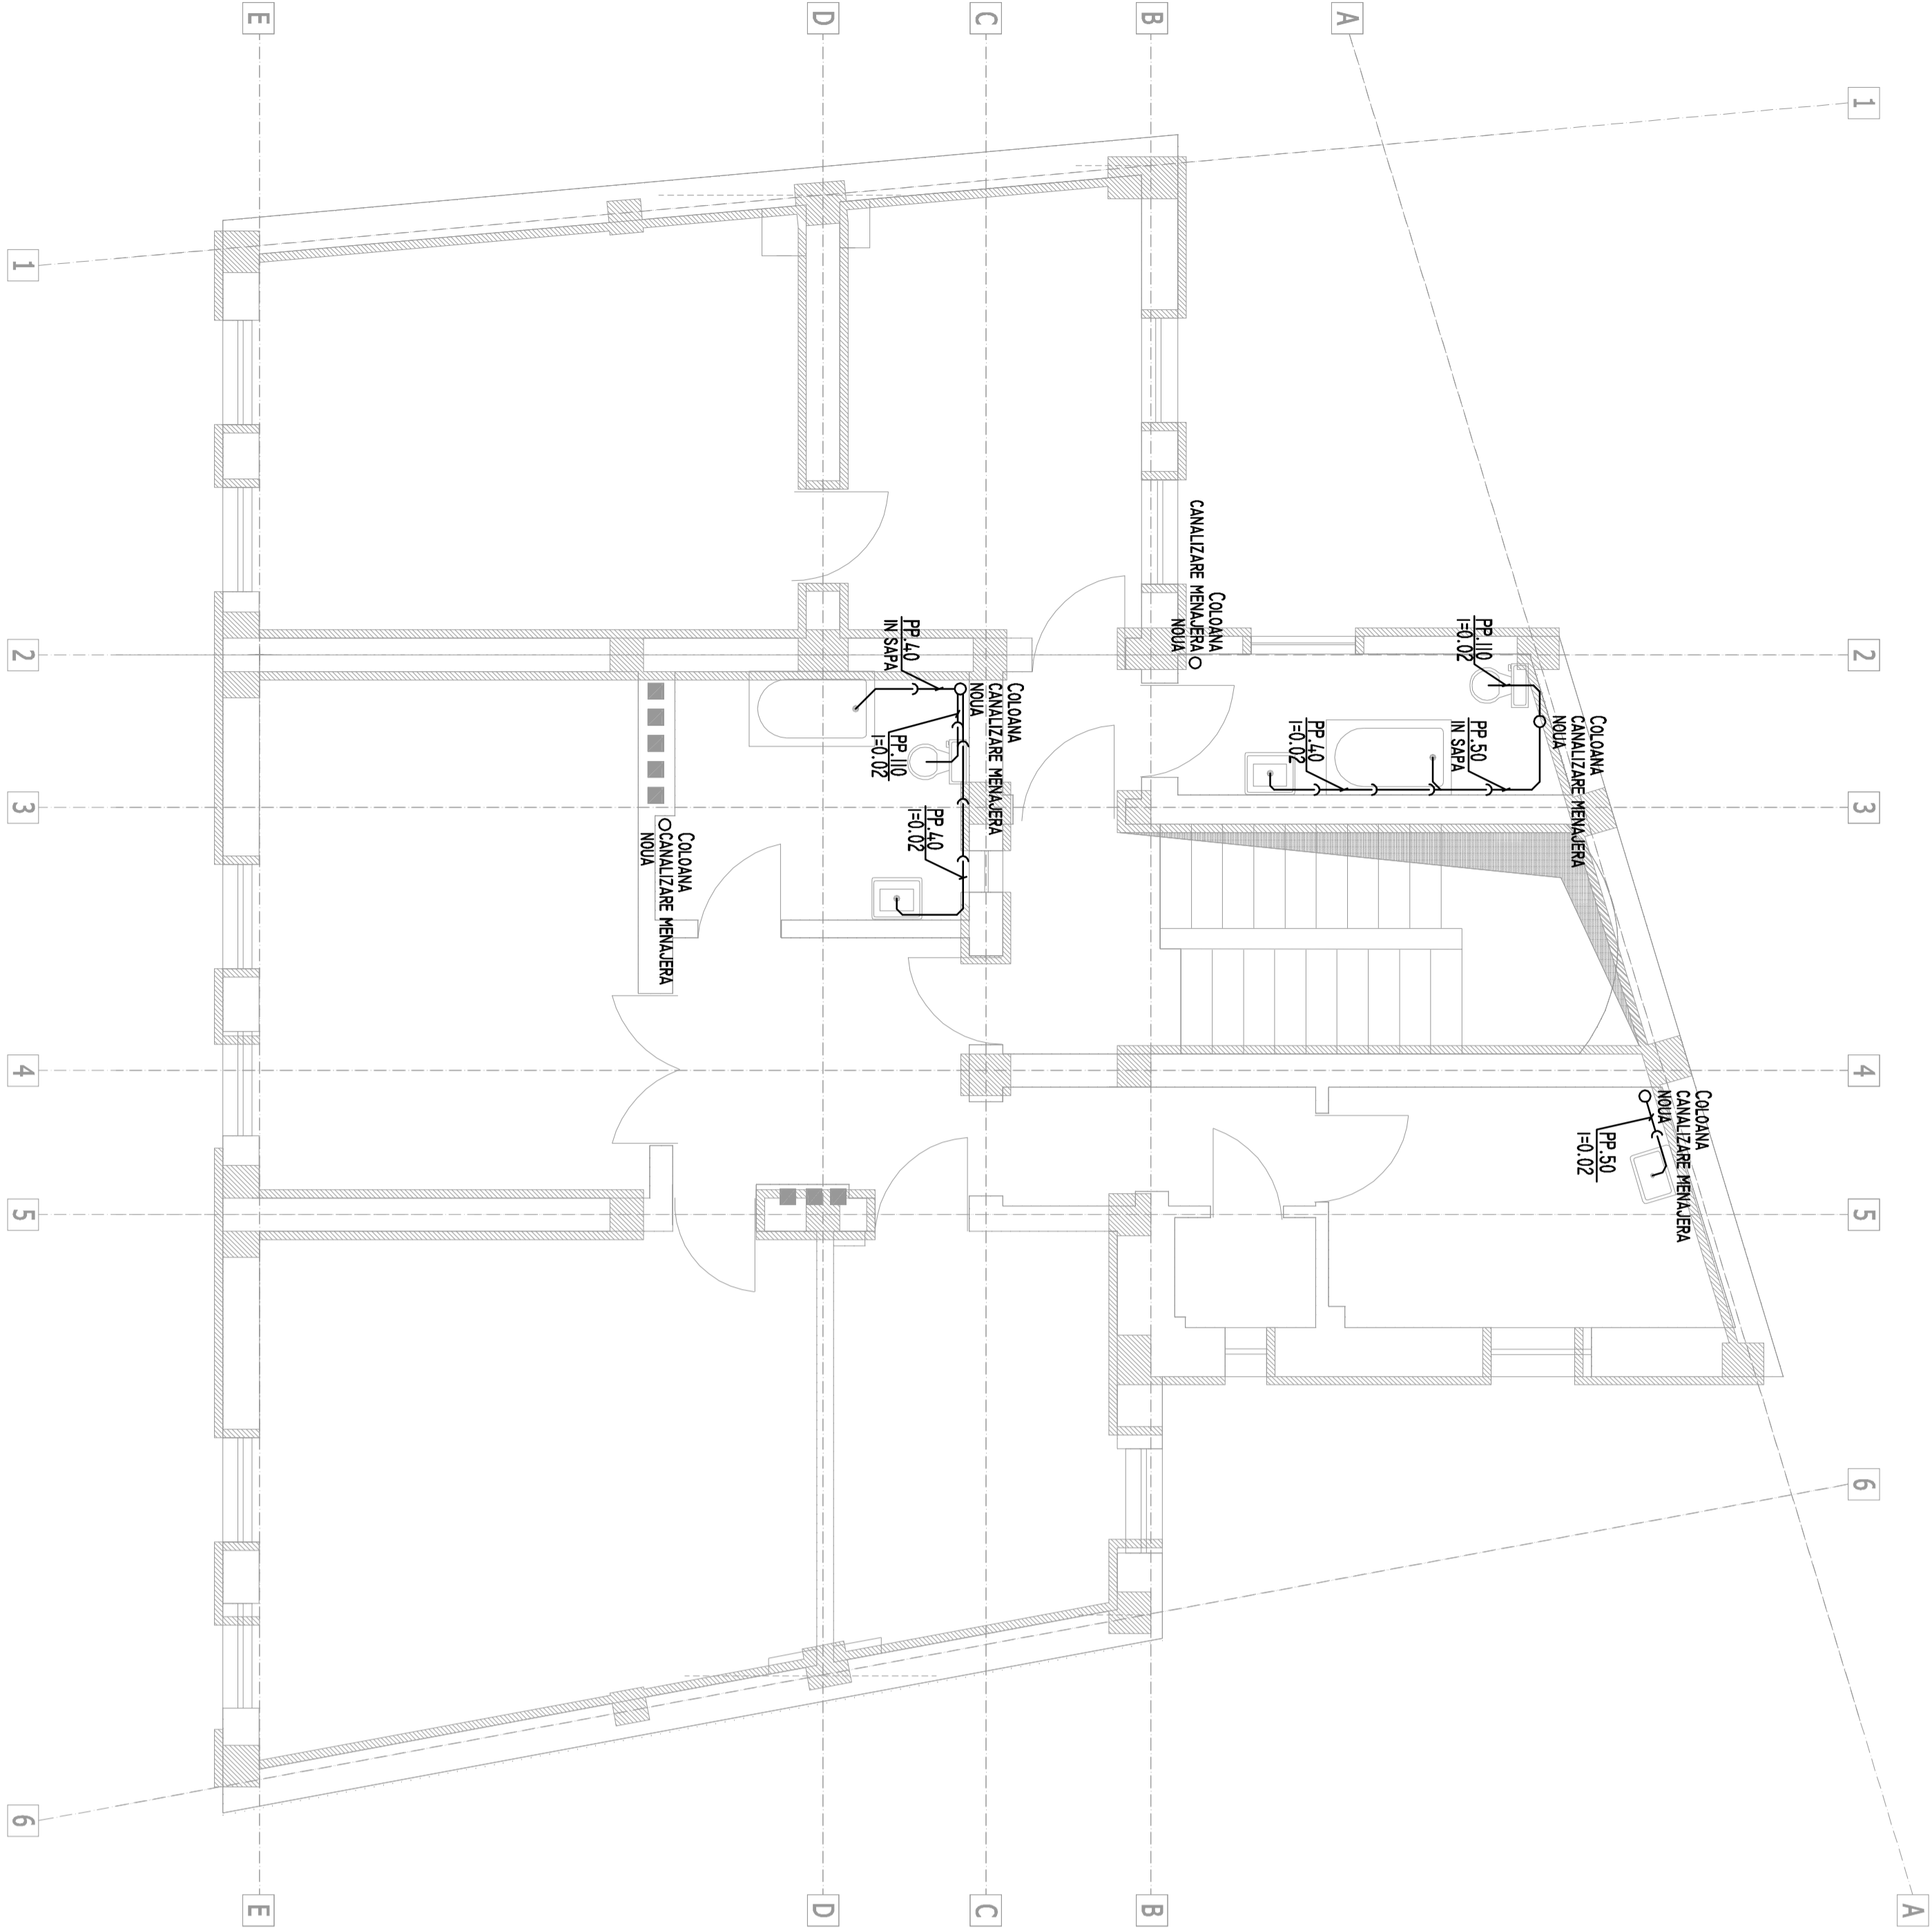 E
D
C
B
A
1
1
2
2
3
3
4
4
5
5
6
6
E
D
C
B
A
COLOANA
CANALIZARE MENAJERA
NOUA
PP.110
I=0.02
PP.50
IN SAPA
PP.40
I=0.02
COLOANA
CANALIZARE MENAJERA
NOUA
PP.50
I=0.02
COLOANA
CANALIZARE MENAJERA
NOUA
COLOANA
CANALIZARE MENAJERA
NOUA
PP.40
IN SAPA
PP.110
I=0.02
PP.40
I=0.02
COLOANA
CANALIZARE MENAJERA
NOUA